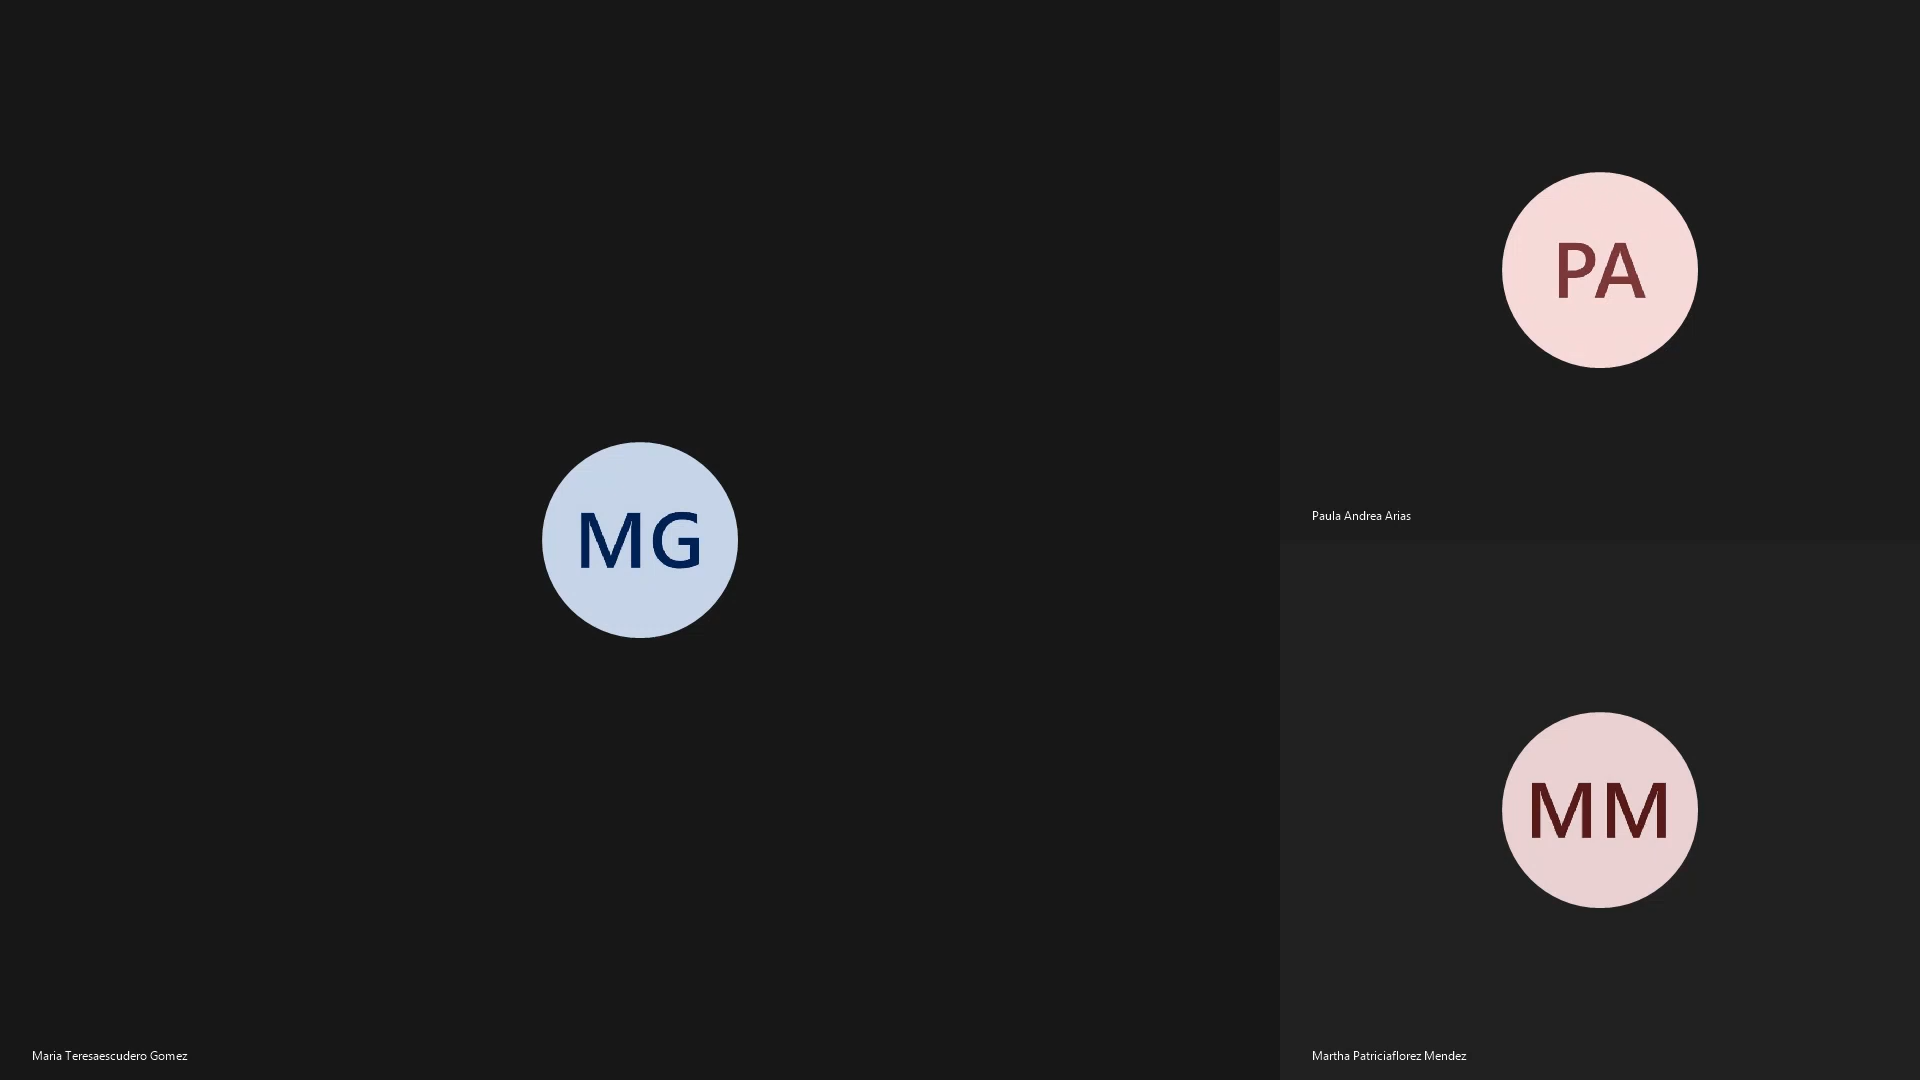 MG
Maria Teresaescudero Gomez
PA
Paula Andrea Arias
MM
Martha Patriciaflorez Mendez